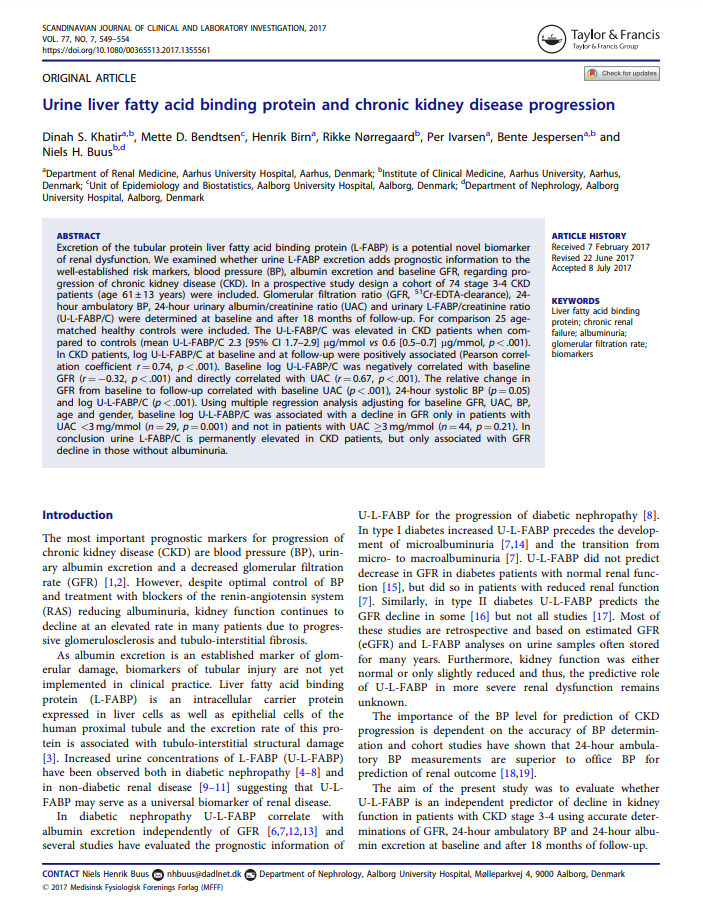 SCANDINAVIAN JOURNAL OF CLINICAL AND LABORATORY INVESTIGATION, 2017
VOL. 77, NO. 7, 549–554
https://doi.org/10.1080/00365513.2017.1355561
Taylor & Francis
Taylor & Francis Group
ORIGINAL ARTICLE
Check for updates
Urine liver fatty acid binding protein and chronic kidney disease progression
Dinah S. Khatira,b, Mette D. Bendtsenc, Henrik Birna, Rikke Nørregaardb, Per Ivarsena, Bente Jespersena,b and
Niels H. Buusb,d
aDepartment of Renal Medicine, Aarhus University Hospital, Aarhus, Denmark; bInstitute of Clinical Medicine, Aarhus University, Aarhus,
Denmark; cUnit of Epidemiology and Biostatistics, Aalborg University Hospital, Aalborg, Denmark; dDepartment of Nephrology, Aalborg
University Hospital, Aalborg, Denmark
ABSTRACT
Excretion of the tubular protein liver fatty acid binding protein (L-FABP) is a potential novel biomarker
of renal dysfunction. We examined whether urine L-FABP excretion adds prognostic information to the
well-established risk markers, blood pressure (BP), albumin excretion and baseline GFR, regarding pro-
gression of chronic kidney disease (CKD). In a prospective study design a cohort of 74 stage 3-4 CKD
patients (age 61 ± 13 years) were included. Glomerular filtration ratio (GFR, 51Cr-EDTA-clearance), 24-
hour ambulatory BP, 24-hour urinary albumin/creatinine ratio (UAC) and urinary L-FABP/creatinine ratio
(U-L-FABP/C) were determined at baseline and after 18 months of follow-up. For comparison 25 age-
matched healthy controls were included. The U-L-FABP/C was elevated in CKD patients when com-
pared to controls (mean U-L-FABP/C 2.3 [95% CI 1.7–2.9] μg/mmol vs 0.6 [0.5–0.7] μg/mmol, p < .001).
In CKD patients, log U-L-FABP/C at baseline and at follow-up were positively associated (Pearson correl-
ation coefficient r = 0.74, p < .001). Baseline log U-L-FABP/C was negatively correlated with baseline
GFR (r = −0.32, p < .001) and directly correlated with UAC (r = 0.67, p < .001). The relative change in
GFR from baseline to follow-up correlated with baseline UAC (p < .001), 24-hour systolic BP (p = 0.05)
and log U-L-FABP/C (p < .001). Using multiple regression analysis adjusting for baseline GFR, UAC, BP,
age and gender, baseline log U-L-FABP/C was associated with a decline in GFR only in patients with
UAC <3 mg/mmol (n = 29, p = 0.001) and not in patients with UAC ≥3 mg/mmol (n = 44, p = 0.21). In
conclusion urine L-FABP/C is permanently elevated in CKD patients, but only associated with GFR
decline in those without albuminuria.
ARTICLE HISTORY
Received 7 February 2017
Revised 22 June 2017
Accepted 8 July 2017
KEYWORDS
Liver fatty acid binding
protein; chronic renal
failure; albuminuria;
glomerular filtration rate;
biomarkers
Introduction
The most important prognostic markers for progression of
chronic kidney disease (CKD) are blood pressure (BP), urin-
ary albumin excretion and a decreased glomerular filtration
rate (GFR) [1,2]. However, despite optimal control of BP
and treatment with blockers of the renin-angiotensin system
(RAS) reducing albuminuria, kidney function continues to
decline at an elevated rate in many patients due to progres-
sive glomerulosclerosis and tubulo-interstitial fibrosis.
As albumin excretion is an established marker of glom-
erular damage, biomarkers of tubular injury are not yet
implemented in clinical practice. Liver fatty acid binding
protein (L-FABP) is an intracellular carrier protein
expressed in liver cells as well as epithelial cells of the
human proximal tubule and the excretion rate of this pro-
tein is associated with tubulo-interstitial structural damage
[3]. Increased urine concentrations of L-FABP (U-L-FABP)
have been observed both in diabetic nephropathy [4–8] and
in non-diabetic renal disease [9–11] suggesting that U-L-
FABP may serve as a universal biomarker of renal disease.
In diabetic nephropathy U-L-FABP correlate with
albumin excretion independently of GFR [6,7,12,13] and
several studies have evaluated the prognostic information of
U-L-FABP for the progression of diabetic nephropathy [8].
In type I diabetes increased U-L-FABP precedes the develop-
ment of microalbuminuria [7,14] and the transition from
micro- to macroalbuminuria [7]. U-L-FABP did not predict
decrease in GFR in diabetes patients with normal renal func-
tion [15], but did so in patients with reduced renal function
[7]. Similarly, in type II diabetes U-L-FABP predicts the
GFR decline in some [16] but not all studies [17]. Most of
these studies are retrospective and based on estimated GFR
(eGFR) and L-FABP analyses on urine samples often stored
for many years. Furthermore, kidney function was either
normal or only slightly reduced and thus, the predictive role
of U-L-FABP in more severe renal dysfunction remains
unknown.
The importance of the BP level for prediction of CKD
progression is dependent on the accuracy of BP determin-
ation and cohort studies have shown that 24-hour ambula-
tory BP measurements are superior to office BP for
prediction of renal outcome [18,19].
The aim of the present study was to evaluate whether
U-L-FABP is an independent predictor of decline in kidney
function in patients with CKD stage 3-4 using accurate deter-
minations of GFR, 24-hour ambulatory BP and 24-hour albu-
min excretion at baseline and after 18 months of follow-up.
CONTACT Niels Henrik Buus nhbuus@dadlnet.dk Department of Nephrology, Aalborg University Hospital, Mølleparkvej 4, 9000 Aalborg, Denmark
© 2017 Medisinsk Fysiologisk Forenings Forlag (MFFF)